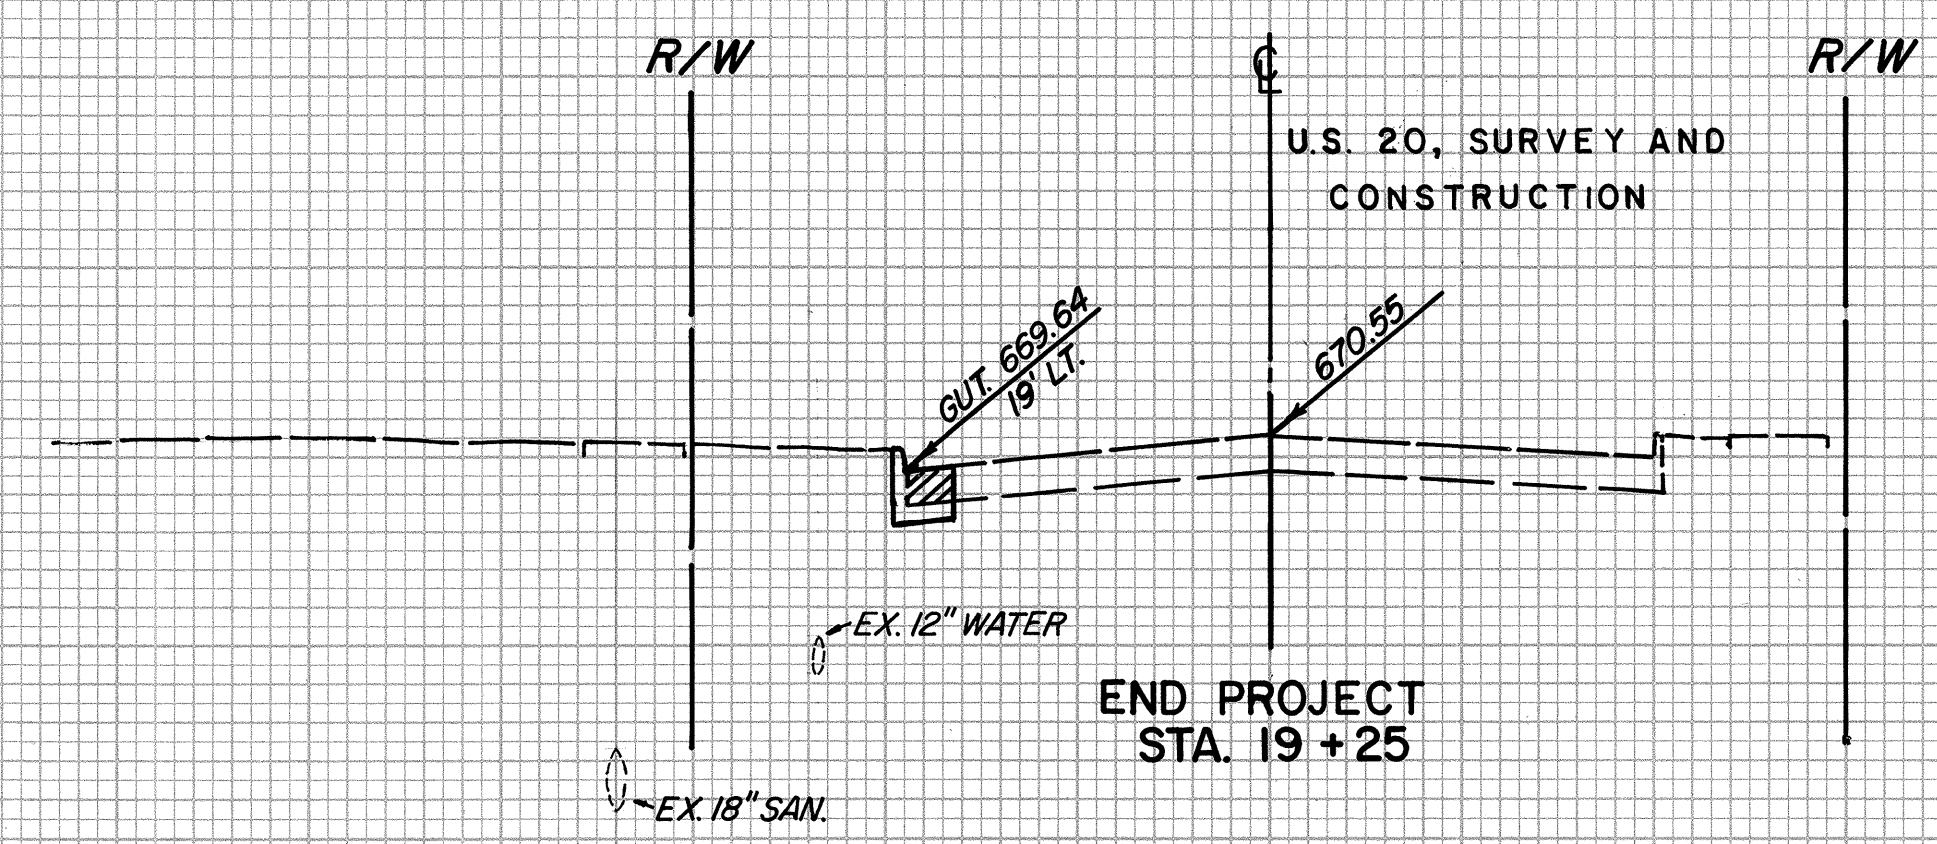 R/W
℄
R/W
U.S. 20, SURVEY AND
CONSTRUCTION
GUT. 669.64
19' LT.
670.55
EX. 12" WATER
END PROJECT
STA. 19 + 25
EX. 18" SAN.